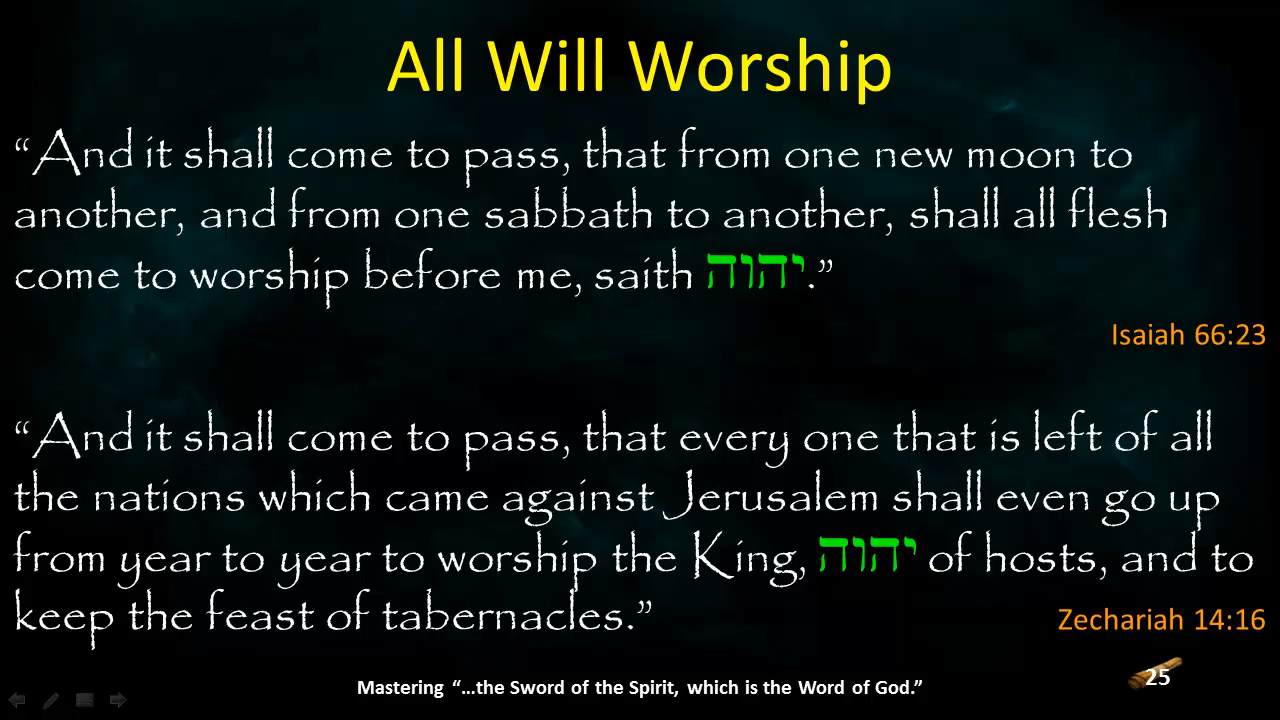 All Will Worship
“And it shall come to pass, that from one new moon to
another, and from one sabbath to another, shall all flesh
come to worship before me, saith יהוה.”
Isaiah 66:23
“And it shall come to pass, that every one that is left of all
the nations which came against Jerusalem shall even go up
from year to year to worship the King, יהוה of hosts, and to
keep the feast of tabernacles.”
Zechariah 14:16
Mastering “…the Sword of the Spirit, which is the Word of God.”
25